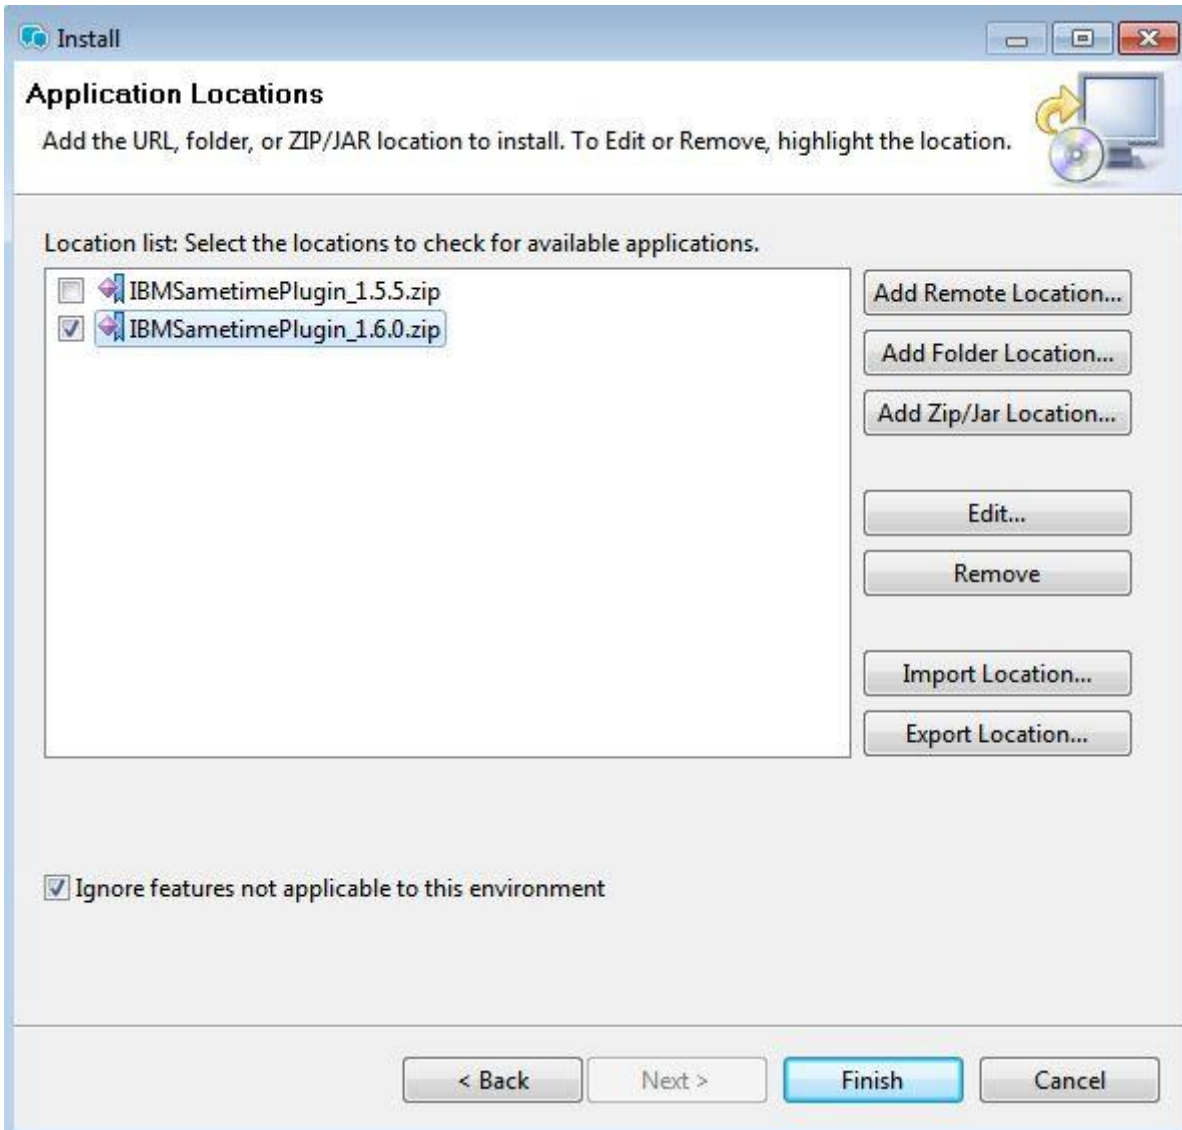 Install
Application Locations
Add the URL, folder, or ZIP/JAR location to install. To Edit or Remove, highlight the location.
Location list: Select the locations to check for available applications.
IBMSametimePlugin_1.5.5.zip
IBMSametimePlugin_1.6.0.zip
Add Remote Location...
Add Folder Location...
Add Zip/Jar Location...
Edit...
Remove
Import Location...
Export Location...
Ignore features not applicable to this environment
< Back
Next >
Finish
Cancel